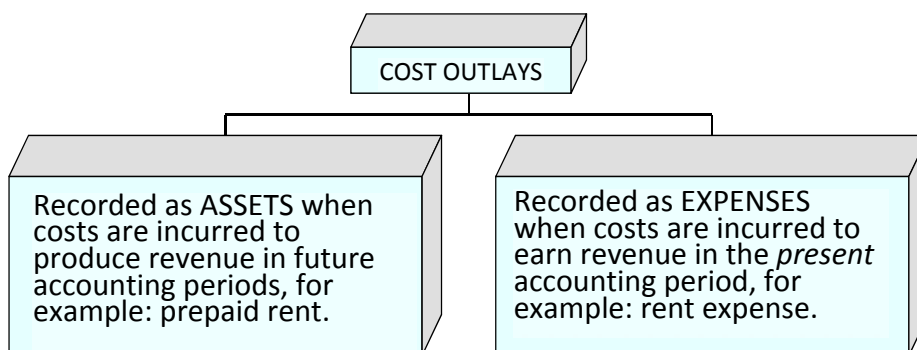 COST OUTLAYS
Recorded as ASSETS when
costs are incurred to
produce revenue in future
accounting periods, for
example: prepaid rent.
Recorded as EXPENSES
when costs are incurred to
earn revenue in the present
accounting period, for
example: rent expense.